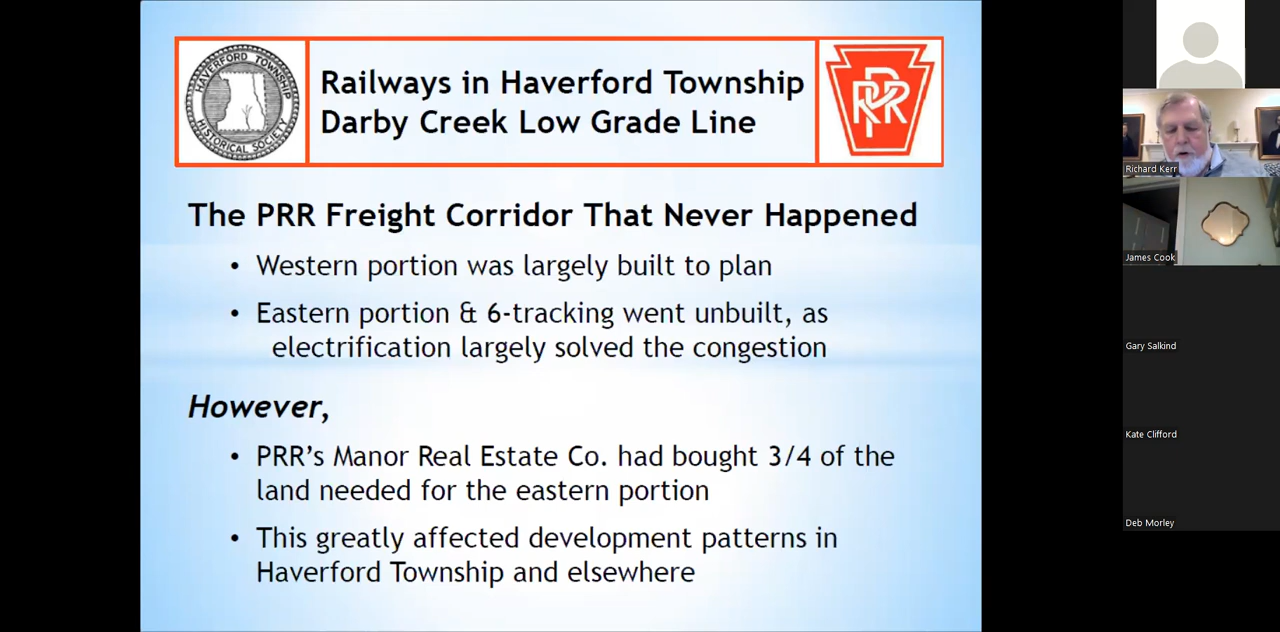 HAVERFORD TOWNSHIP
HISTORICAL SOCIETY
Railways in Haverford Township
Darby Creek Low Grade Line
PRR
The PRR Freight Corridor That Never Happened
• Western portion was largely built to plan
• Eastern portion & 6-tracking went unbuilt, as
electrification largely solved the congestion
However,
• PRR’s Manor Real Estate Co. had bought 3/4 of the
land needed for the eastern portion
• This greatly affected development patterns in
Haverford Township and elsewhere
Richard Kerr
James Cook
Gary Salkind
Kate Clifford
Deb Morley